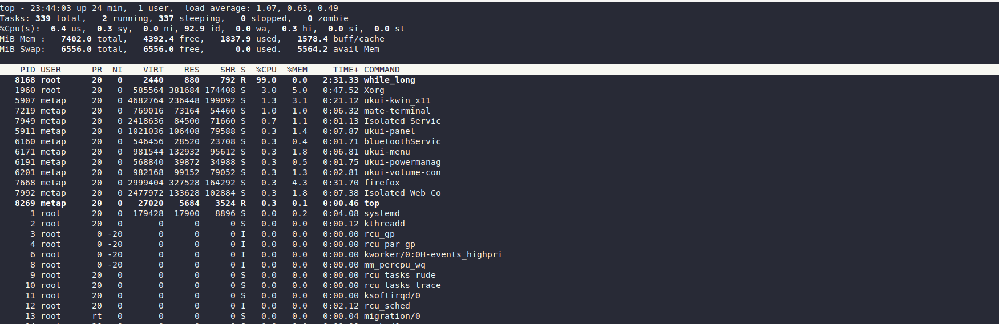 top - 23:44:03 up 24 min,  1 user,  load average: 1.07, 0.63, 0.49
Tasks: 339 total,   2 running, 337 sleeping,   0 stopped,   0 zombie
%Cpu(s):  6.4 us,  0.3 sy,  0.0 ni, 92.9 id,  0.0 wa,  0.3 hi,  0.0 si,  0.0 st
MiB Mem :   7402.0 total,   4392.4 free,   1837.9 used,   1578.4 buff/cache
MiB Swap:   6556.0 total,   6556.0 free,      0.0 used.   5564.2 avail Mem
PID USER      PR  NI    VIRT    RES    SHR S  %CPU  %MEM     TIME+ COMMAND
8168 root      20   0    2440    880    792 R  99.0   0.0   2:31.33 while_long
1960 root      20   0  585564 381684 174408 S   3.0   5.0   0:47.52 Xorg
5907 metap     20   0 4682764 236448 199092 S   1.3   3.1   0:21.12 ukui-kwin_x11
7219 metap     20   0  769016  73164  54460 S   1.0   1.0   0:06.32 mate-terminal
7949 metap     20   0 2418636  84500  71660 S   0.7   1.1   0:01.13 Isolated Servic
5911 metap     20   0 1021036 106408  79588 S   0.3   1.4   0:07.87 ukui-panel
6160 metap     20   0  546456  28520  23708 S   0.3   0.4   0:01.71 bluetoothServic
6171 metap     20   0  981544 132932  95612 S   0.3   1.8   0:06.81 ukui-menu
6191 metap     20   0  568840  39872  34988 S   0.3   0.5   0:01.75 ukui-powermanag
6201 metap     20   0  982168  99152  79052 S   0.3   1.3   0:02.81 ukui-volume-con
7668 metap     20   0 2999404 327528 164292 S   0.3   4.3   0:31.70 firefox
7992 metap     20   0 2477972 133628 102884 S   0.3   1.8   0:07.38 Isolated Web Co
8269 metap     20   0   27020   5684   3524 R   0.3   0.1   0:00.46 top
1 root      20   0  179428  17900   8896 S   0.0   0.2   0:04.08 systemd
2 root      20   0       0      0      0 S   0.0   0.0   0:00.12 kthreadd
3 root       0 -20       0      0      0 I   0.0   0.0   0:00.00 rcu_gp
4 root       0 -20       0      0      0 I   0.0   0.0   0:00.00 rcu_par_gp
6 root       0 -20       0      0      0 I   0.0   0.0   0:00.00 kworker/0:0H-events_highpri
8 root       0 -20       0      0      0 I   0.0   0.0   0:00.00 mm_percpu_wq
9 root      20   0       0      0      0 S   0.0   0.0   0:00.00 rcu_tasks_rude_
10 root      20   0       0      0      0 S   0.0   0.0   0:00.00 rcu_tasks_trace
11 root      20   0       0      0      0 S   0.0   0.0   0:00.00 ksoftirqd/0
12 root      20   0       0      0      0 I   0.0   0.0   0:02.12 rcu_sched
13 root      rt   0       0      0      0 S   0.0   0.0   0:00.04 migration/0